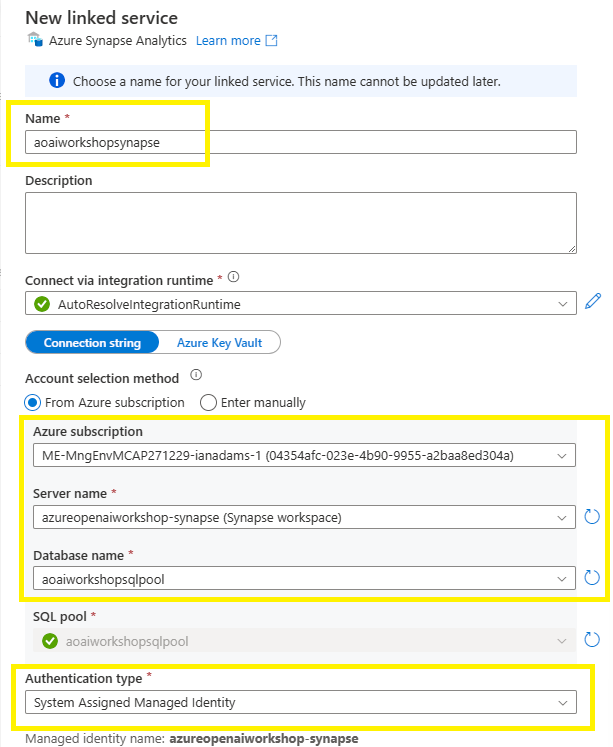 New linked service
Azure Synapse Analytics Learn more
Choose a name for your linked service. This name cannot be updated later.
Name *
aoaiworkshopsynapse
Description
Connect via integration runtime *
AutoResolveIntegrationRuntime
Connection string Azure Key Vault
Account selection method
From Azure subscription Enter manually
Azure subscription
ME-MngEnvMCAP271229-ianadams-1 (04354afc-023e-4b90-9955-a2baa8ed304a)
Server name *
azureopenaiworkshop-synapse (Synapse workspace)
Database name *
aoaiworkshopsqlpool
SQL pool *
aoaiworkshopsqlpool
Authentication type *
System Assigned Managed Identity
Managed identity name: azureopenaiworkshop-synapse